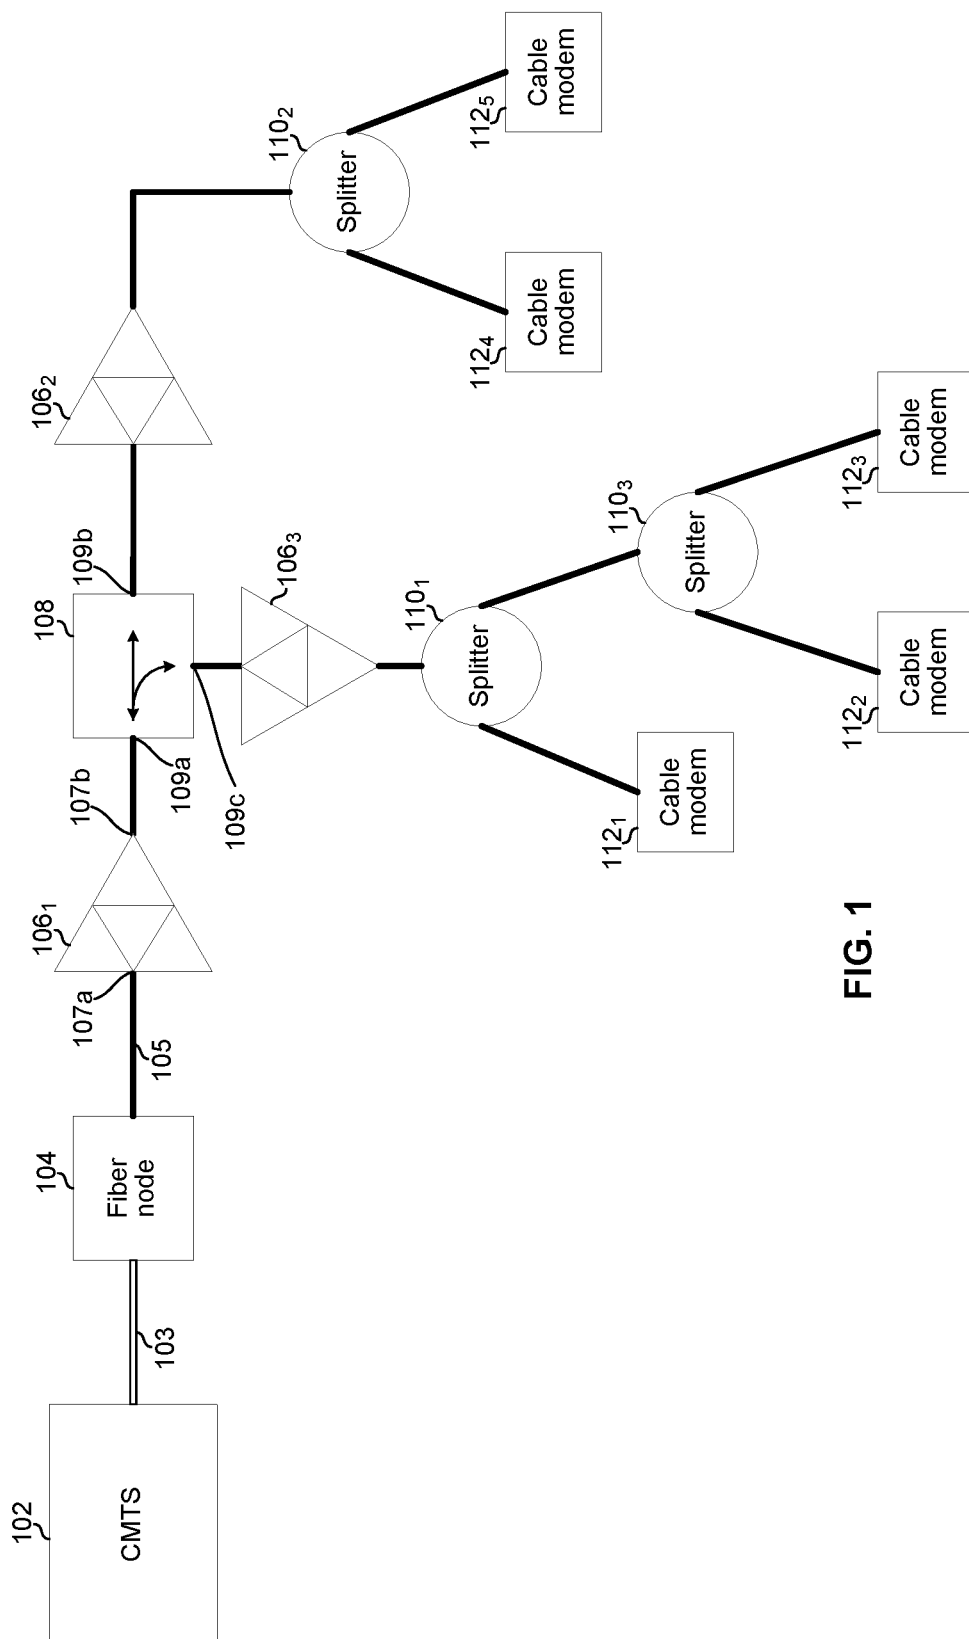 102
CMTS
103
104
Fiber
node
105
107a
106₁
107b
109a
108
109b
109c
106₂
106₃
110₁
Splitter
110₂
Splitter
110₃
Splitter
112₁
Cable
modem
112₂
Cable
modem
112₃
Cable
modem
112₄
Cable
modem
112₅
Cable
modem
FIG. 1